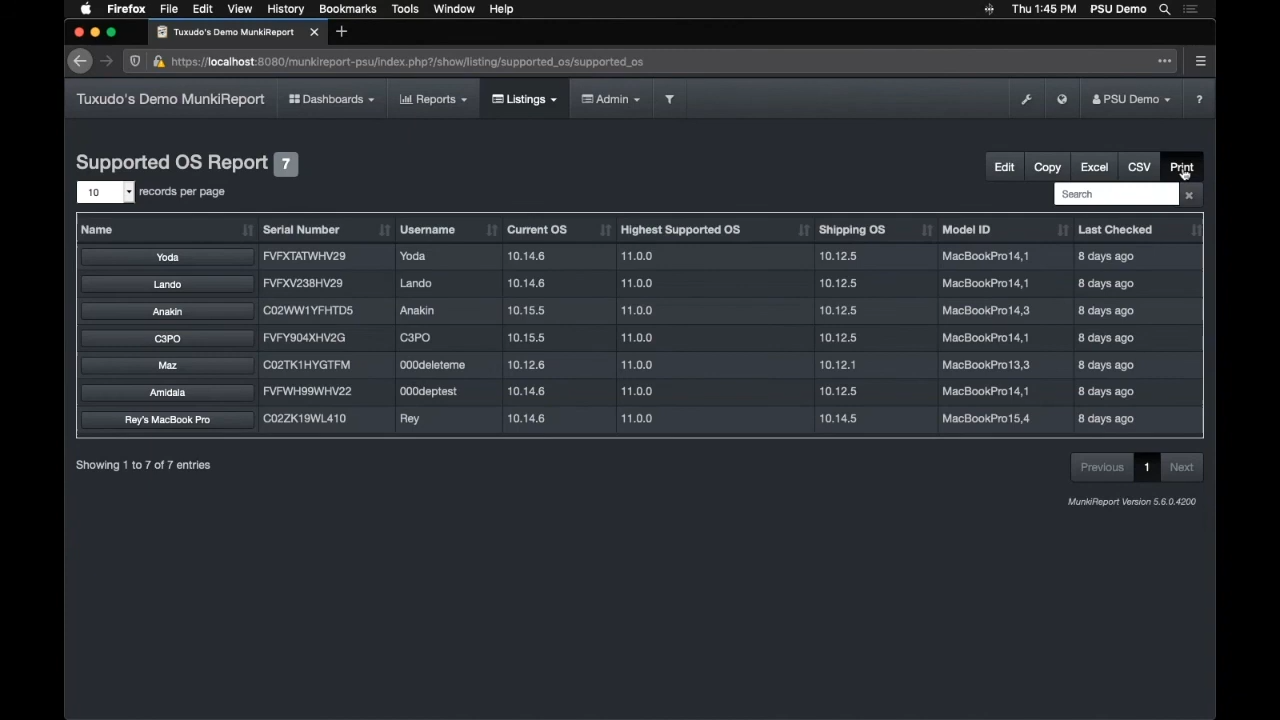 Firefox File Edit View History Bookmarks Tools Window Help Thu 1:45 PM PSU Demo
Tuxudo's Demo MunkiReport
https://localhost:8080/munkireport-psu/index.php?/show/listing/supported_os/supported_os
Tuxudo's Demo MunkiReport Dashboards Reports Listings Admin PSU Demo ?
Supported OS Report 7
Edit Copy Excel CSV Print
10 records per page
Search
Name Serial Number Username Current OS Highest Supported OS Shipping OS Model ID Last Checked
Yoda FVFXTATWHV29 Yoda 10.14.6 11.0.0 10.12.5 MacBookPro14,1 8 days ago
Lando FVFXV238HV29 Lando 10.14.6 11.0.0 10.12.5 MacBookPro14,1 8 days ago
Anakin C02WW1YFHTD5 Anakin 10.15.5 11.0.0 10.12.5 MacBookPro14,3 8 days ago
C3PO FVFY904XHV2G C3PO 10.15.5 11.0.0 10.12.5 MacBookPro14,1 8 days ago
Maz C02TK1HYGTFM 000deleteme 10.12.6 11.0.0 10.12.1 MacBookPro13,3 8 days ago
Amidala FVFWH99WHV22 000deptest 10.14.6 11.0.0 10.12.5 MacBookPro14,1 8 days ago
Rey's MacBook Pro C02ZK19WL410 Rey 10.14.6 11.0.0 10.14.5 MacBookPro15,4 8 days ago
Showing 1 to 7 of 7 entries
Previous 1 Next
MunkiReport Version 5.6.0.4200